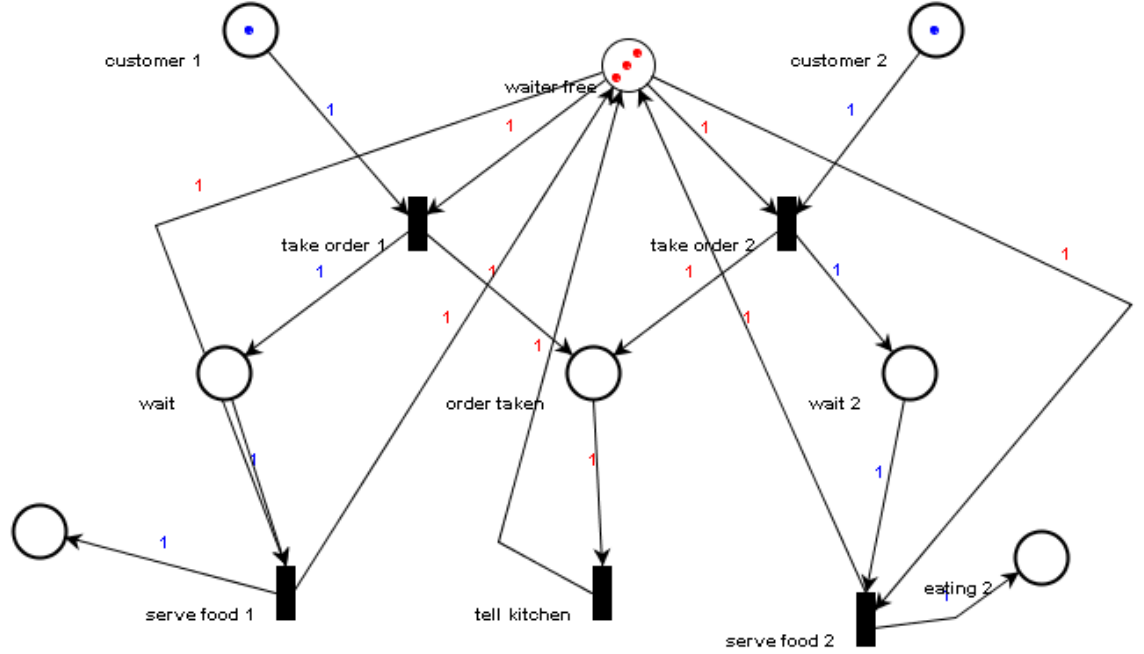 customer 1
waiter free
customer 2
1
1
1
1
1
take order 1
take order 2
1
1
1
1
1
1
1
1
1
wait
order taken
wait 2
1
1
1
1
eating 2
1
serve food 1
tell kitchen
serve food 2